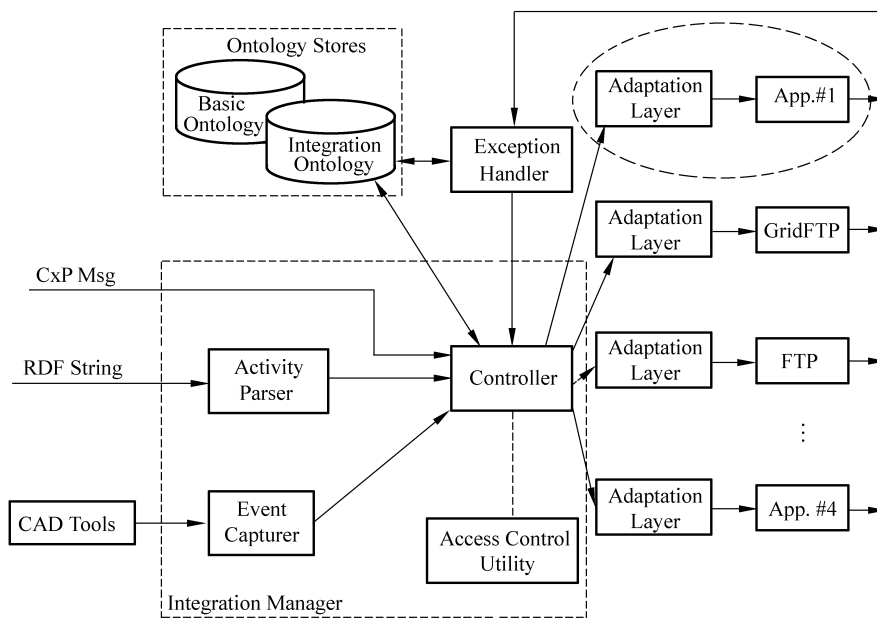 Ontology Stores
Basic
Ontology
Integration
Ontology
Exception
Handler
Adaptation
Layer
App.#1
Adaptation
Layer
GridFTP
CxP Msg
RDF String
Activity
Parser
Controller
Adaptation
Layer
FTP
...
CAD Tools
Event
Capturer
Access Control
Utility
Adaptation
Layer
App. #4
Integration Manager